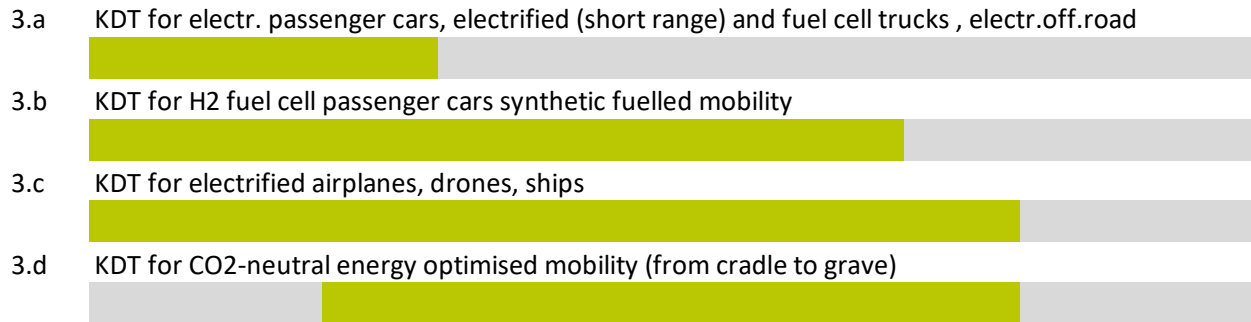 3.a KDT for electr. passenger cars, electrified (short range) and fuel cell trucks , electr.off.road
3.b KDT for H2 fuel cell passenger cars synthetic fuelled mobility
3.c KDT for electrified airplanes, drones, ships
3.d KDT for CO2-neutral energy optimised mobility (from cradle to grave)